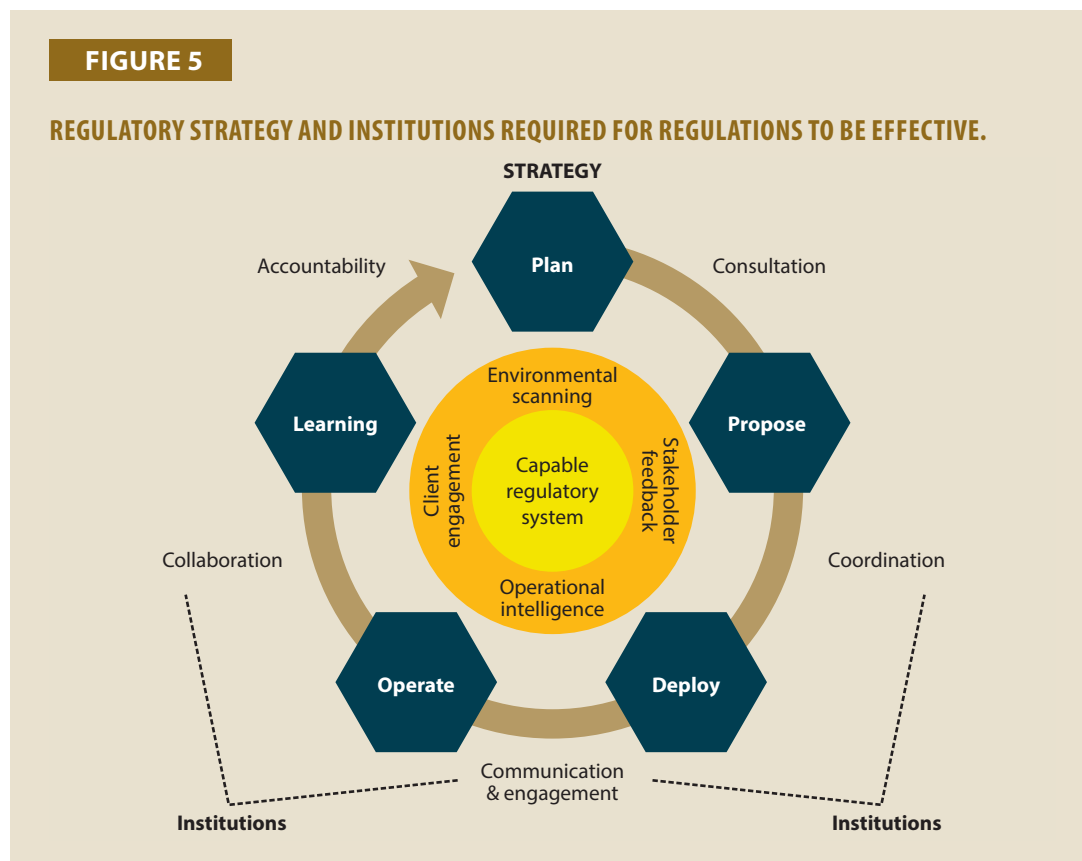 FIGURE 5
REGULATORY STRATEGY AND INSTITUTIONS REQUIRED FOR REGULATIONS TO BE EFFECTIVE.
STRATEGY
Plan
Accountability
Consultation
Learning
Propose
Environmental
scanning
Client
engagement
Stakeholder
feedback
Capable
regulatory
system
Operational
intelligence
Collaboration
Coordination
Operate
Deploy
Communication
& engagement
Institutions
Institutions